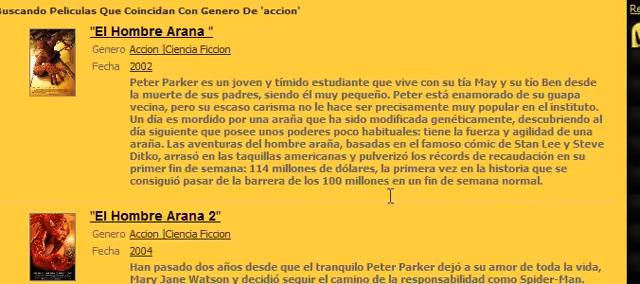 Buscando Peliculas Que Coincidan Con Genero De 'accion'
"El Hombre Arana "
Genero Accion |Ciencia Ficcion
Fecha 2002
Peter Parker es un joven y tímido estudiante que vive con su tía May y su tío Ben desde
la muerte de sus padres, siendo él muy pequeño. Peter está enamorado de su guapa
vecina, pero su escaso carisma no le hace ser precisamente muy popular en el instituto.
Un día es mordido por una araña que ha sido modificada genéticamente, descubriendo al
día siguiente que posee unos poderes poco habituales: tiene la fuerza y agilidad de una
araña. Las aventuras del hombre araña, basadas en el famoso cómic de Stan Lee y Steve
Ditko, arrasó en las taquillas americanas y pulverizó los récords de recaudación en su
primer fin de semana: 114 millones de dólares, la primera vez en la historia que se
consiguió pasar de la barrera de los 100 millones en un fin de semana normal.
"El Hombre Arana 2"
Genero Accion |Ciencia Ficcion
Fecha 2004
Han pasado dos años desde que el tranquilo Peter Parker dejó a su amor de toda la vida,
Mary Jane Watson y decidió seguir el camino de la responsabilidad como Spider-Man.
Re